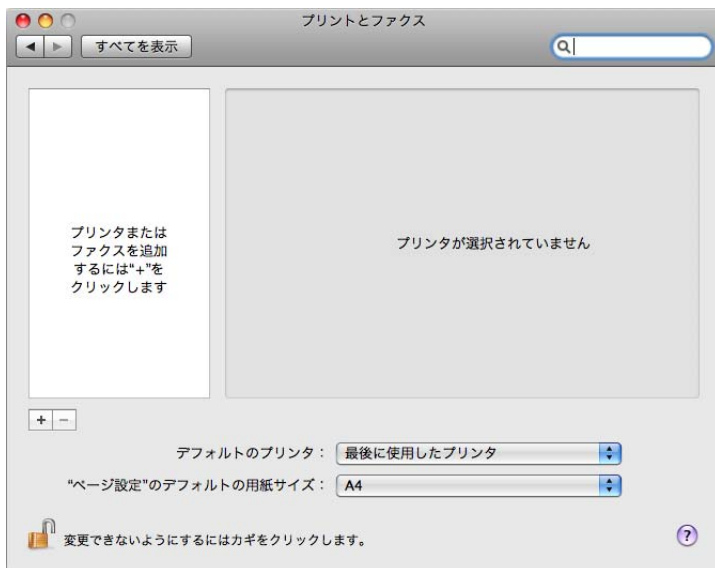 プリントとファクス
すべてを表示
プリンタまたは
ファクスを追加
するには“+”を
クリックします
プリンタが選択されていません
+ −
デフォルトのプリンタ： 最後に使用したプリンタ
“ページ設定”のデフォルトの用紙サイズ： A4
変更できないようにするにはカギをクリックします。
?